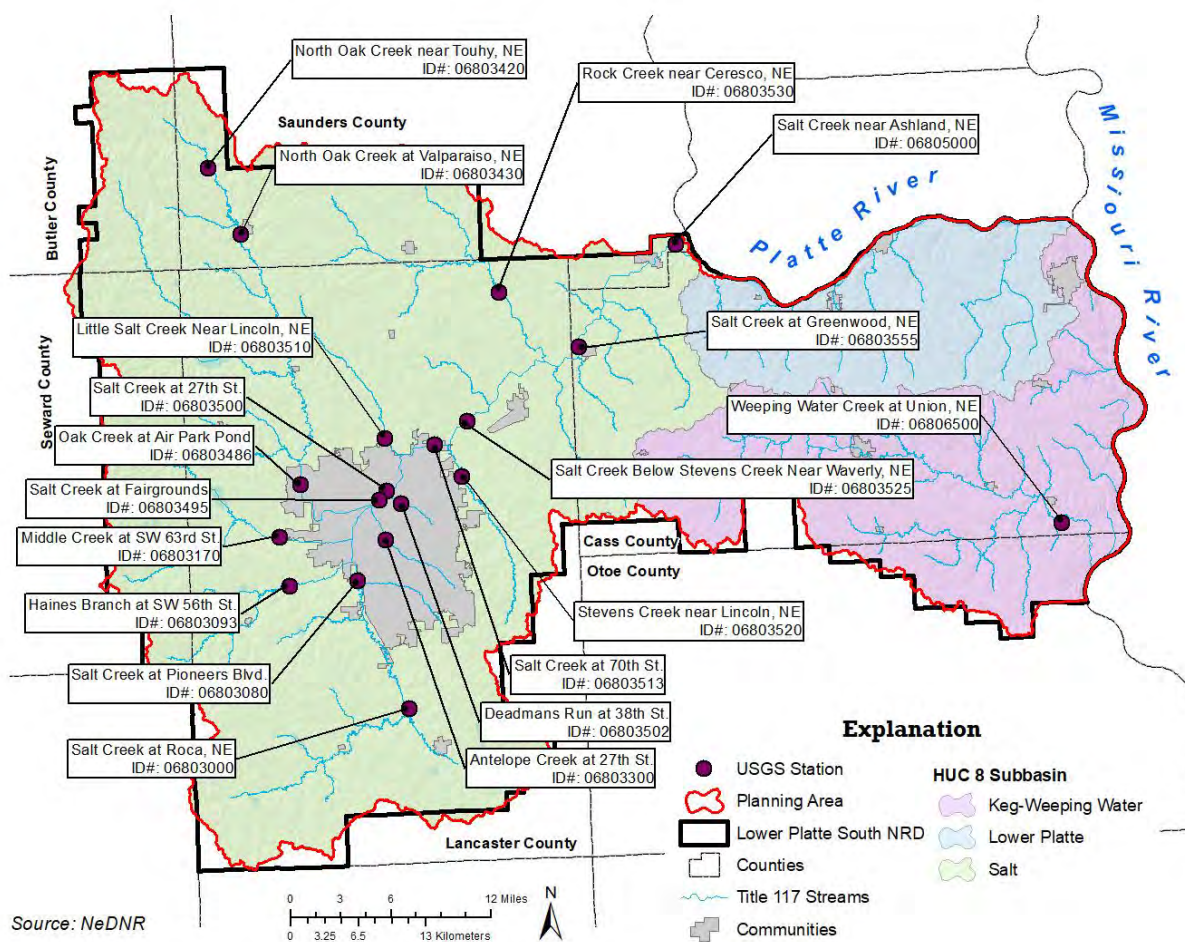 North Oak Creek near Touhy, NE
ID#: 06803420
Rock Creek near Ceresco, NE
ID#: 06803530
Saunders County
Salt Creek near Ashland, NE
ID#: 06805000
North Oak Creek at Valparaiso, NE
ID#: 06803430
Butler County
Platte River
Missiouri River
Little Salt Creek Near Lincoln, NE
ID#: 06803510
Salt Creek at Greenwood, NE
ID#: 06803555
Seward County
Salt Creek at 27th St.
ID#: 06803500
Weeping Water Creek at Union, NE
ID#: 06806500
Oak Creek at Air Park Pond
ID#: 06803486
Salt Creek Below Stevens Creek Near Waverly, NE
ID#: 06803525
Salt Creek at Fairgrounds
ID#: 06803495
Middle Creek at SW 63rd St.
ID#: 06803170
Cass County
Otoe County
Haines Branch at SW 56th St.
ID#: 06803093
Stevens Creek near Lincoln, NE
ID#: 06803520
Salt Creek at Pioneers Blvd.
ID#: 06803080
Salt Creek at 70th St.
ID#: 06803513
Deadmans Run at 38th St.
ID#: 06803502
Salt Creek at Roca, NE
ID#: 06803000
Antelope Creek at 27th St.
ID#: 06803300
Lancaster County
Explanation
USGS Station
Planning Area
Lower Platte South NRD
Counties
Title 117 Streams
Communities
HUC 8 Subbasin
Keg-Weeping Water
Lower Platte
Salt
0 3 6 12 Miles
0 3.25 6.5 13 Kilometers
N
Source: NeDNR